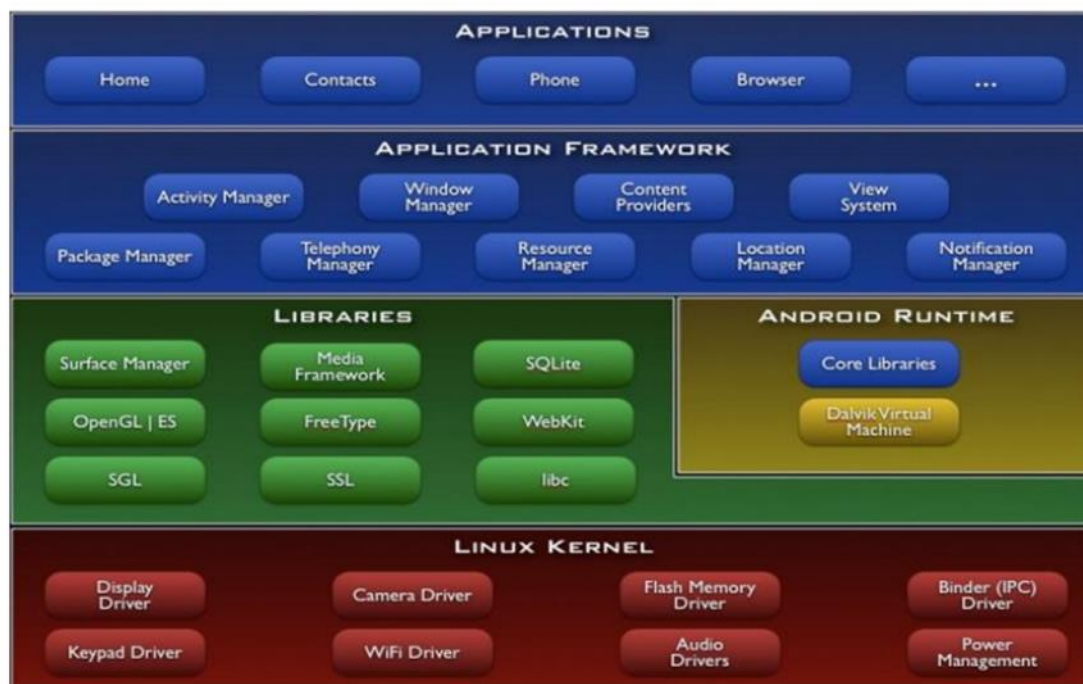 APPLICATIONS
Home
Contacts
Phone
Browser
...
APPLICATION FRAMEWORK
Activity Manager
Window
Manager
Content
Providers
View
System
Package Manager
Telephony
Manager
Resource
Manager
Location
Manager
Notification
Manager
LIBRARIES
Surface Manager
Media
Framework
SQLite
OpenGL | ES
FreeType
WebKit
SGL
SSL
libc
ANDROID RUNTIME
Core Libraries
Dalvik Virtual
Machine
LINUX KERNEL
Display
Driver
Camera Driver
Flash Memory
Driver
Binder (IPC)
Driver
Keypad Driver
WiFi Driver
Audio
Drivers
Power
Management